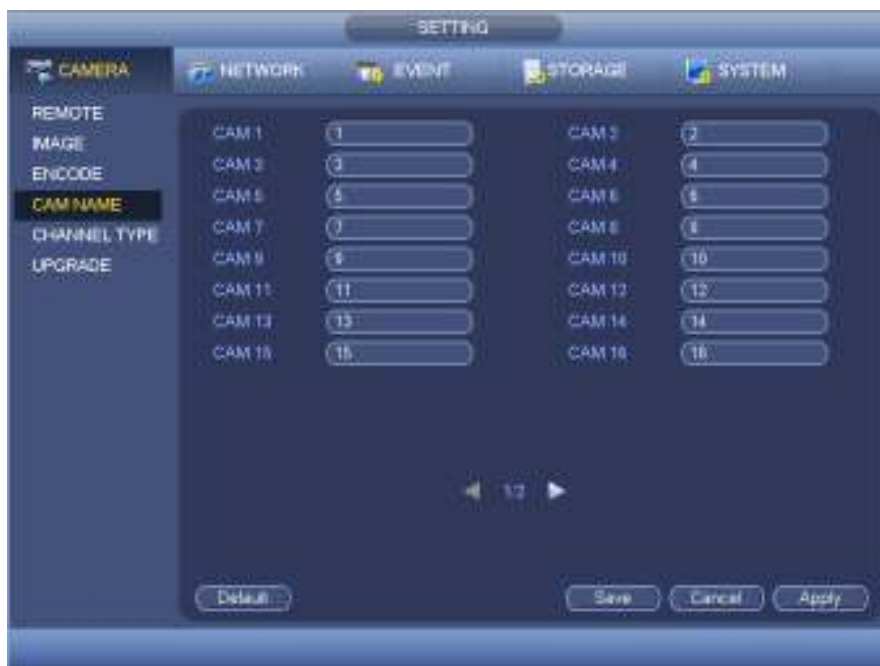 SETTING
CAMERA NETWORK EVENT STORAGE SYSTEM
REMOTE
IMAGE
ENCODE
CAM NAME
CHANNEL TYPE
UPGRADE
CAM 1 1 CAM 2 2
CAM 3 3 CAM 4 4
CAM 5 5 CAM 6 6
CAM 7 7 CAM 8 8
CAM 9 9 CAM 10 10
CAM 11 11 CAM 12 12
CAM 13 13 CAM 14 14
CAM 15 15 CAM 16 16
1/2
Default Save Cancel Apply